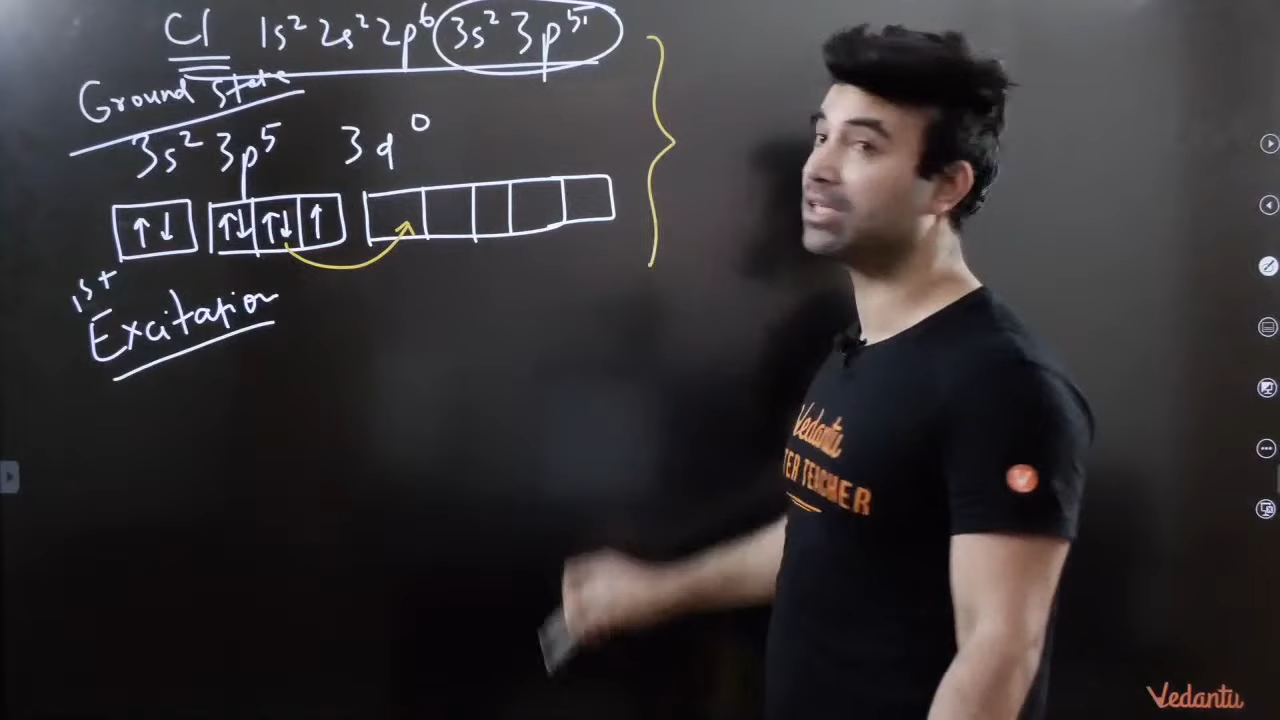 Cl 1s² 2s² 2p⁶ 3s² 3p⁵
Ground State
3s² 3p⁵ 3d⁰
↑↓ ↑↓ ↑↓ ↑
1st
Excitation
Vedantu
TER TEACHER
V
Vedantu